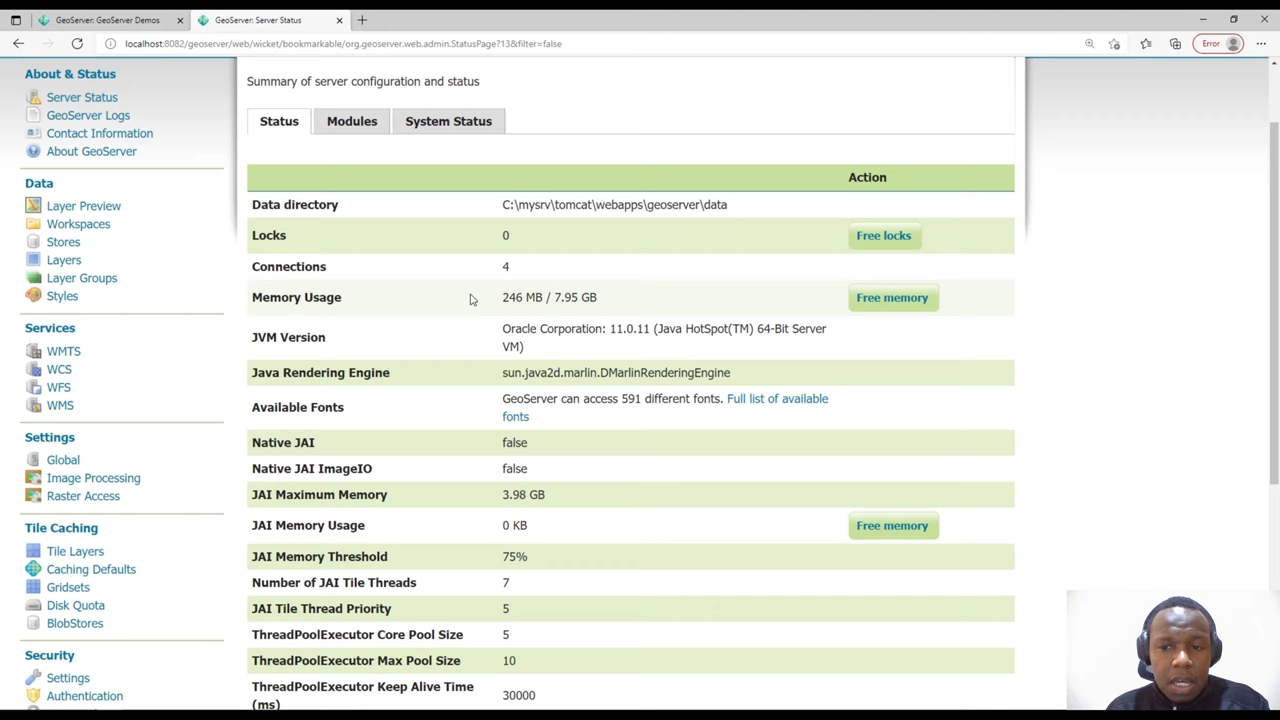 GeoServer: GeoServer Demos
GeoServer: Server Status
localhost:8082/geoserver/web/wicket/bookmarkable/org.geoserver.web.admin.StatusPage?13&filter=false
Error
About & Status
Server Status
GeoServer Logs
Contact Information
About GeoServer
Data
Layer Preview
Workspaces
Stores
Layers
Layer Groups
Styles
Services
WMTS
WCS
WFS
WMS
Settings
Global
Image Processing
Raster Access
Tile Caching
Tile Layers
Caching Defaults
Gridsets
Disk Quota
BlobStores
Security
Settings
Authentication
Summary of server configuration and status
Status
Modules
System Status
Action
Data directory
C:\mysrv\tomcat\webapps\geoserver\data
Locks
0
Free locks
Connections
4
Memory Usage
246 MB / 7.95 GB
Free memory
JVM Version
Oracle Corporation: 11.0.11 (Java HotSpot(TM) 64-Bit Server
VM)
Java Rendering Engine
sun.java2d.marlin.DMarlinRenderingEngine
Available Fonts
GeoServer can access 591 different fonts. Full list of available
fonts
Native JAI
false
Native JAI ImageIO
false
JAI Maximum Memory
3.98 GB
JAI Memory Usage
0 KB
Free memory
JAI Memory Threshold
75%
Number of JAI Tile Threads
7
JAI Tile Thread Priority
5
ThreadPoolExecutor Core Pool Size
5
ThreadPoolExecutor Max Pool Size
10
ThreadPoolExecutor Keep Alive Time
(ms)
30000